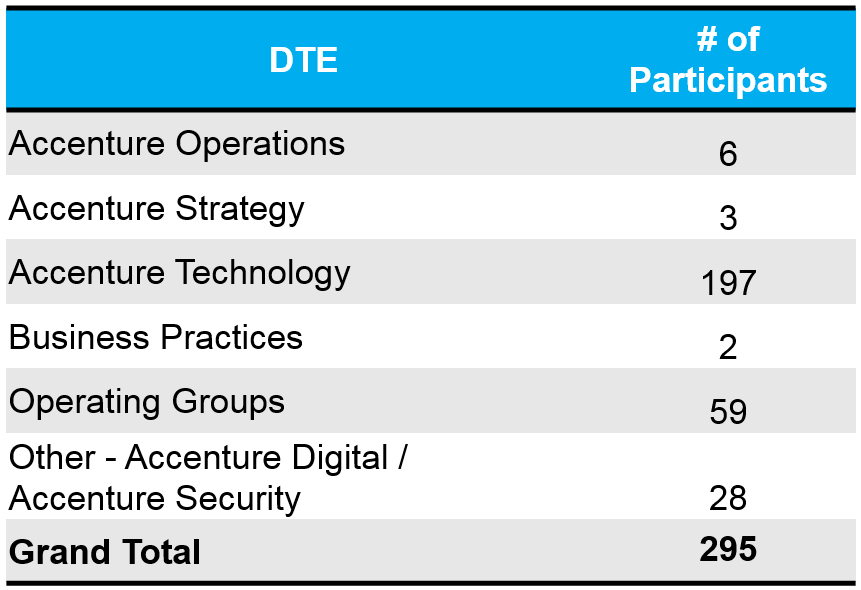 DTE # of
Participants
Accenture Operations 6
Accenture Strategy 3
Accenture Technology 197
Business Practices 2
Operating Groups 59
Other - Accenture Digital /
Accenture Security 28
Grand Total 295